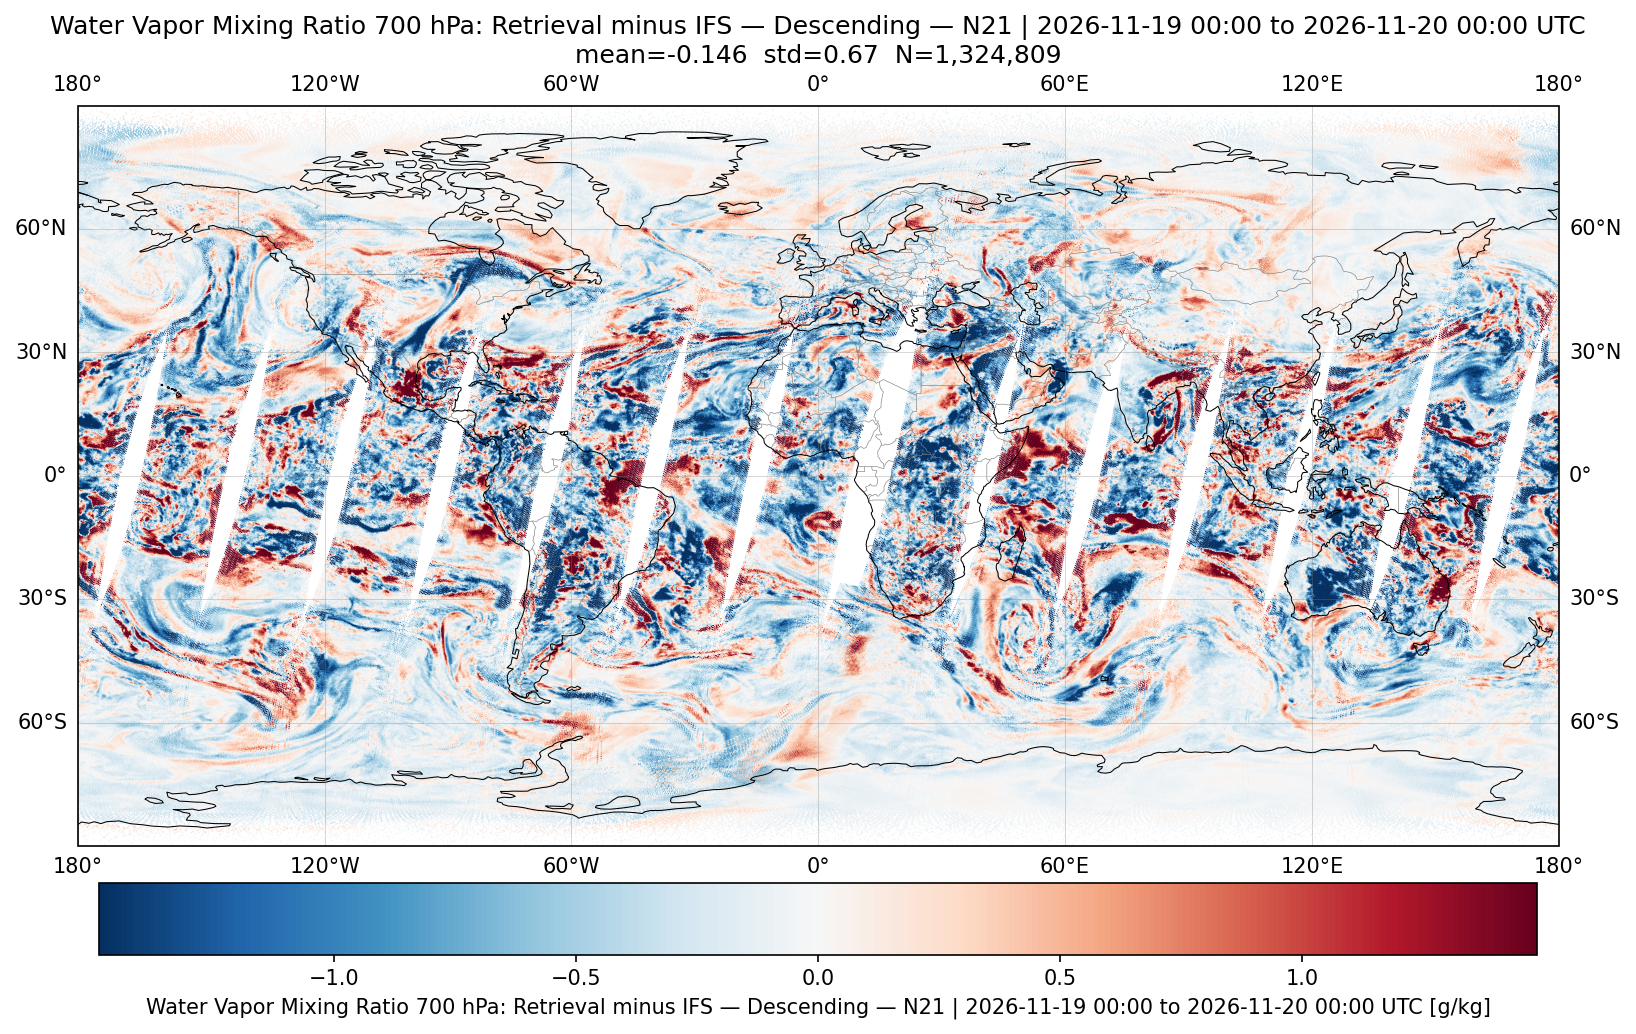 Water Vapor Mixing Ratio 700 hPa: Retrieval minus IFS — Descending — N21 | 2026-11-19 00:00 to 2026-11-20 00:00 UTC
mean=-0.146  std=0.67  N=1,324,809
180° 120°W 60°W 0° 60°E 120°E 180°
60°N 60°N
30°N 30°N
0° 0°
30°S 30°S
60°S 60°S
180° 120°W 60°W 0° 60°E 120°E 180°
−1.0 −0.5 0.0 0.5 1.0
Water Vapor Mixing Ratio 700 hPa: Retrieval minus IFS — Descending — N21 | 2026-11-19 00:00 to 2026-11-20 00:00 UTC [g/kg]